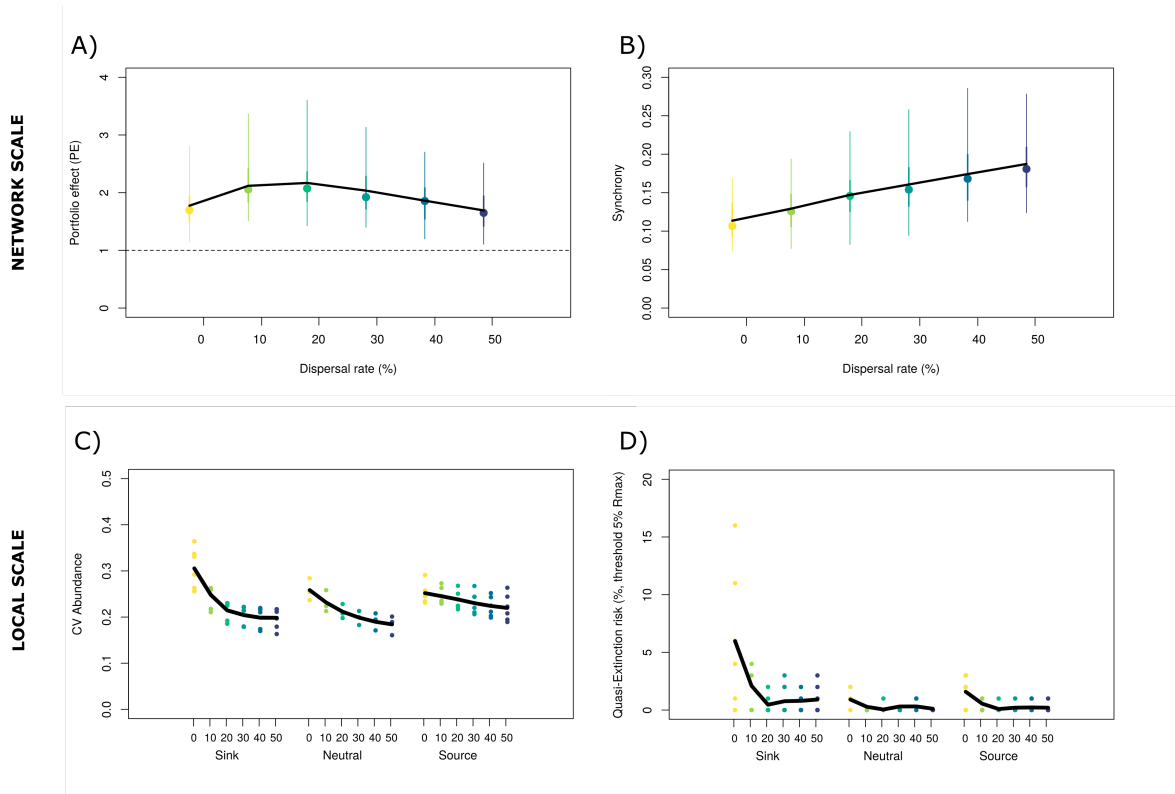 NETWORK SCALE
A)
Portfolio effect (PE)
4
3
2
1
0
0 10 20 30 40 50
Dispersal rate (%)
B)
Synchrony
0.30
0.25
0.20
0.15
0.10
0.05
0.00
0 10 20 30 40 50
Dispersal rate (%)
LOCAL SCALE
C)
CV Abundance
0.5
0.4
0.3
0.2
0.1
0.0
0 10 20 30 40 50 0 10 20 30 40 50 0 10 20 30 40 50
Sink Neutral Source
D)
Quasi-Extinction risk (%, threshold 5% Rmax)
20
15
10
5
0
0 10 20 30 40 50 0 10 20 30 40 50 0 10 20 30 40 50
Sink Neutral Source